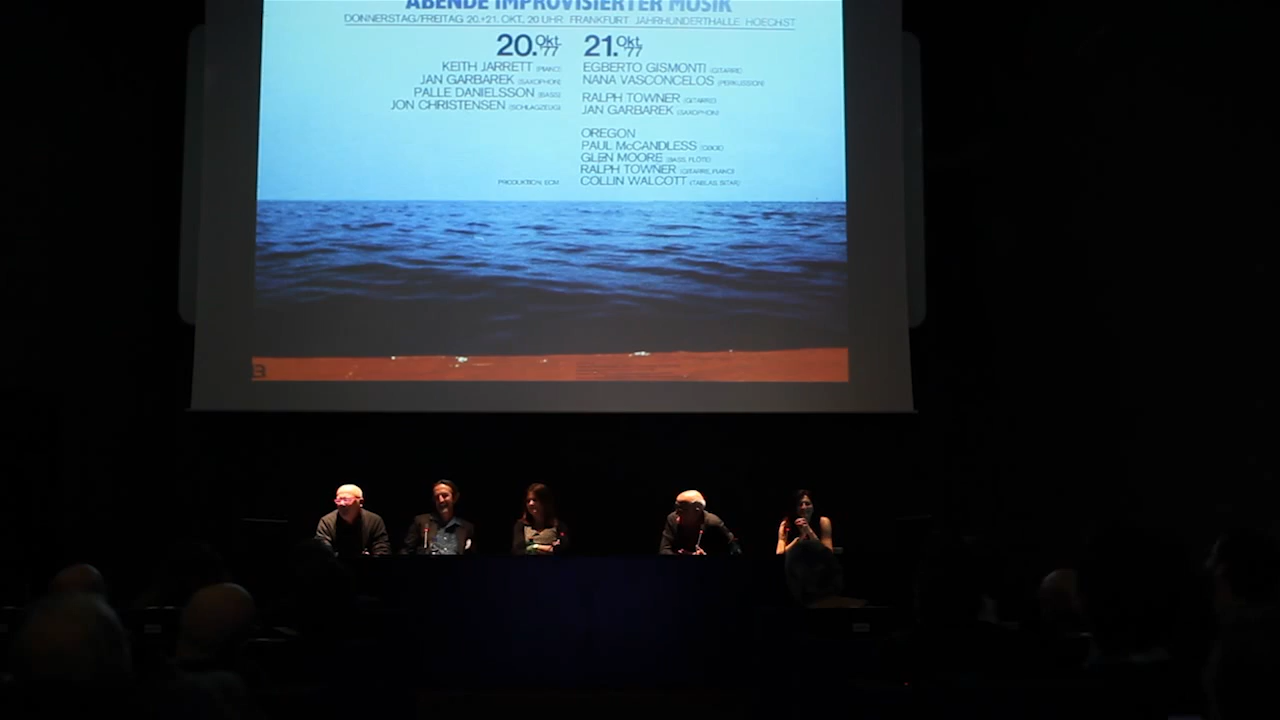 ABENDE IMPROVISIERTER MUSIK
DONNERSTAG/FREITAG 20.+21. OKT. 20 UHR FRANKFURT JAHRHUNDERTHALLE HOECHST
20. Okt. '77
KEITH JARRETT (PIANO)
JAN GARBAREK (SAXOPHON)
PALLE DANIELSSON (BASS)
JON CHRISTENSEN (SCHLAGZEUG)
PRODUKTION: ECM
21. Okt. '77
EGBERTO GISMONTI (GITARRE)
NANA VASCONCELOS (PERKUSSION)
RALPH TOWNER (GITARRE)
JAN GARBAREK (SAXOPHON)
OREGON
PAUL McCANDLESS (OBOE)
GLEN MOORE (BASS, FLÖTE)
RALPH TOWNER (GITARRE, PIANO)
COLLIN WALCOTT (TABLAS, SITAR)